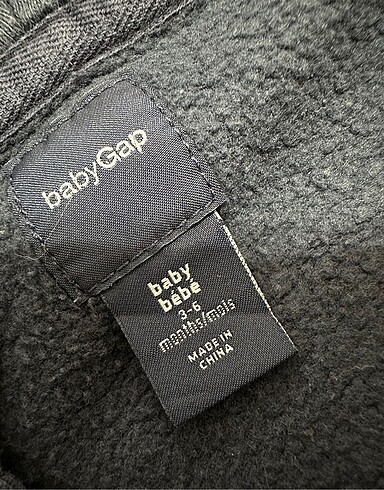 babyGap
baby
bébé
3-6
months/mois
MADE IN
CHINA